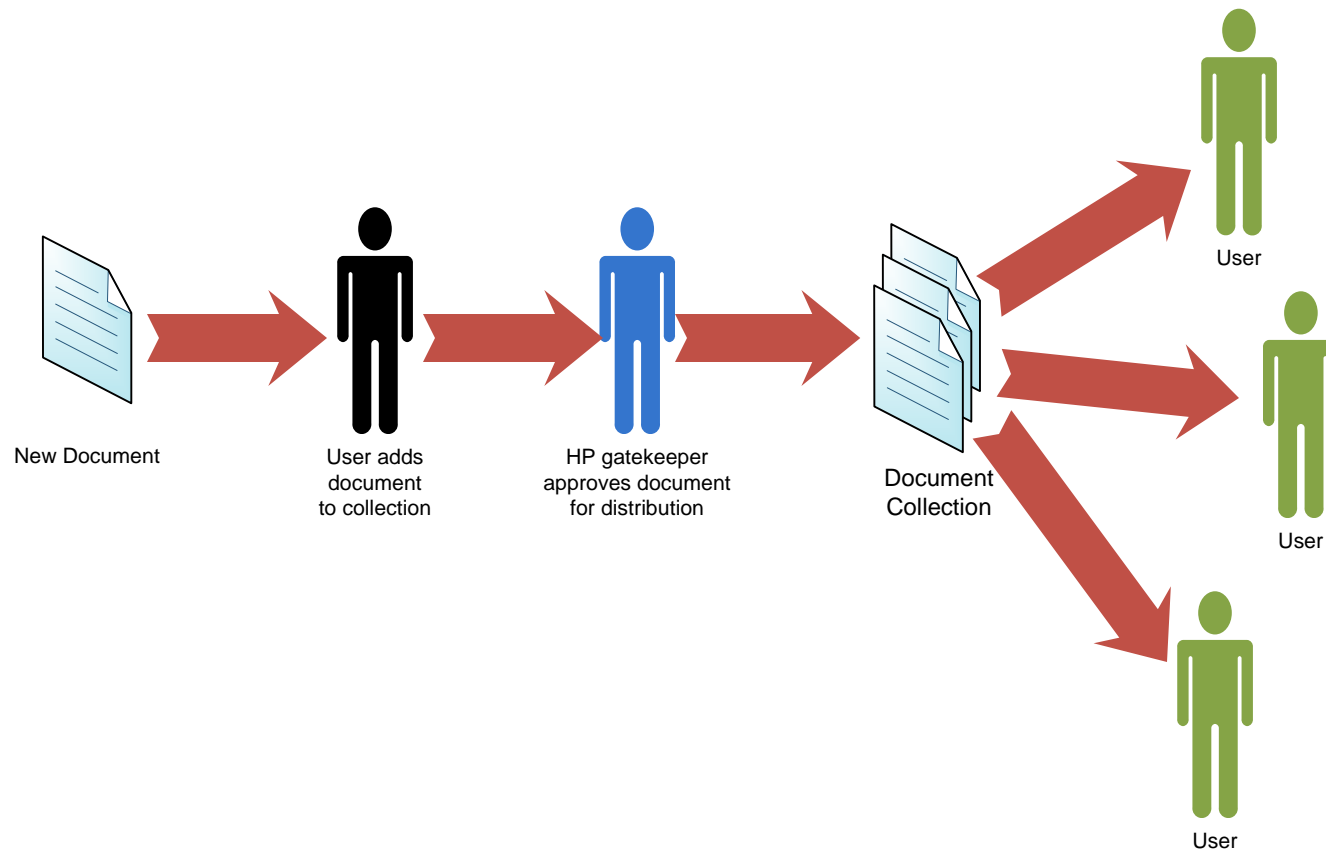 New Document
User adds
document
to collection
HP gatekeeper
approves document
for distribution
Document
Collection
User
User
User